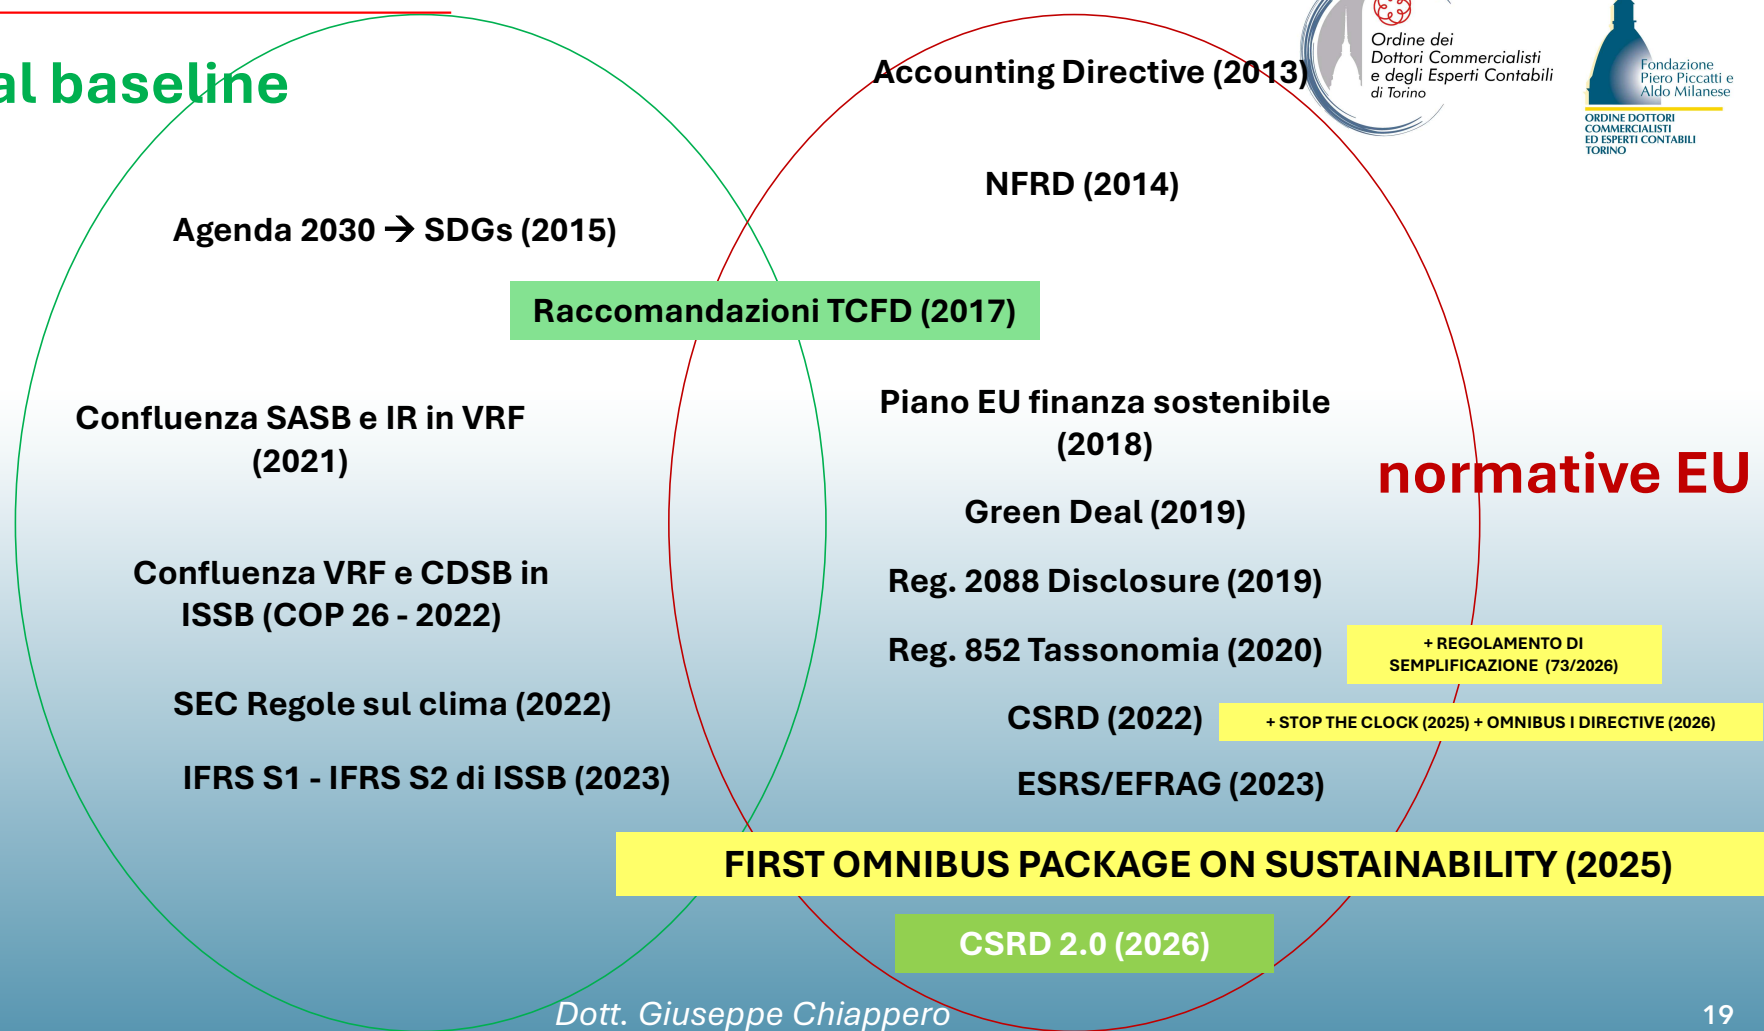 al baseline
Agenda 2030 → SDGs (2015)
Raccomandazioni TCFD (2017)
Confluenza SASB e IR in VRF
(2021)
Confluenza VRF e CDSB in
ISSB (COP 26 - 2022)
SEC Regole sul clima (2022)
IFRS S1 - IFRS S2 di ISSB (2023)
Accounting Directive (2013)
NFRD (2014)
Piano EU finanza sostenibile
(2018)
normative EU
Green Deal (2019)
Reg. 2088 Disclosure (2019)
Reg. 852 Tassonomia (2020)
+ REGOLAMENTO DI
SEMPLIFICAZIONE (73/2026)
CSRD (2022)
+ STOP THE CLOCK (2025) + OMNIBUS I DIRECTIVE (2026)
ESRS/EFRAG (2023)
FIRST OMNIBUS PACKAGE ON SUSTAINABILITY (2025)
CSRD 2.0 (2026)
Ordine dei
Dottori Commercialisti
e degli Esperti Contabili
di Torino
Fondazione
Piero Piccatti e
Aldo Milanese
ORDINE DOTTORI
COMMERCIALISTI
ED ESPERTI CONTABILI
TORINO
Dott. Giuseppe Chiappero
19